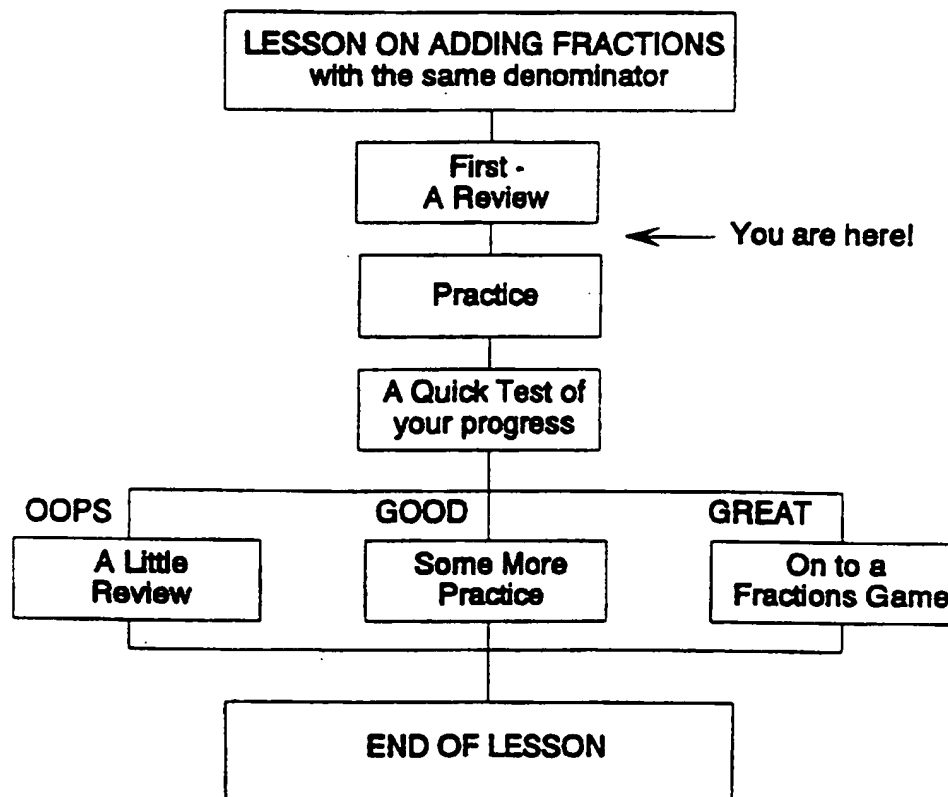 LESSON ON ADDING FRACTIONS
with the same denominator
First -
A Review
You are here!
Practice
A Quick Test of
your progress
OOPS
GOOD
GREAT
A Little
Review
Some More
Practice
On to a
Fractions Game
END OF LESSON